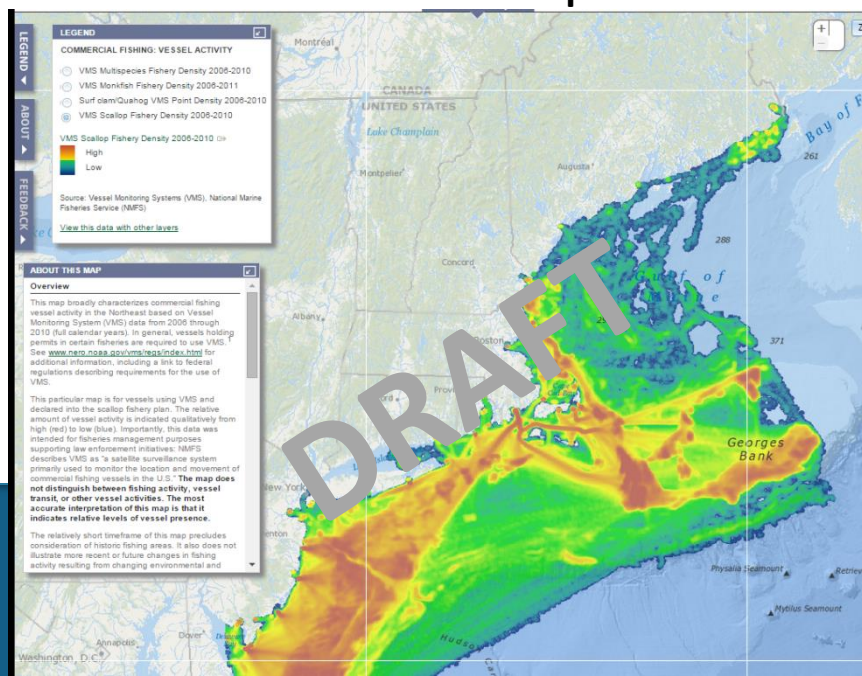 LEGEND
ABOUT
FEEDBACK
LEGEND
COMMERCIAL FISHING: VESSEL ACTIVITY
VMS Multispecies Fishery Density 2006-2010
VMS Monkfish Fishery Density 2006-2011
Surf clam/Quahog VMS Point Density 2006-2010
VMS Scallop Fishery Density 2006-2010
VMS Scallop Fishery Density 2006-2010
High
Low
Source: Vessel Monitoring Systems (VMS), National Marine
Fisheries Service (NMFS)
View this data with other layers
ABOUT THIS MAP
Overview
This map broadly characterizes commercial fishing
vessel activity in the Northeast based on Vessel
Monitoring System (VMS) data from 2006 through
2010 (full calendar years). In general, vessels holding
permits in certain fisheries are required to use VMS.1
See www.nero.noaa.gov/vms/regs/index.html for
additional information, including a link to federal
regulations describing requirements for the use of
VMS.
This particular map is for vessels using VMS and
declared into the scallop fishery plan. The relative
amount of vessel activity is indicated qualitatively from
high (red) to low (blue). Importantly, this data was
intended for fisheries management purposes
supporting law enforcement initiatives: NMFS
describes VMS as "a satellite surveillance system
primarily used to monitor the location and movement of
commercial fishing vessels in the U.S." The map does
not distinguish between fishing activity, vessel
transit, or other vessel activities. The most
accurate interpretation of this map is that it
indicates relative levels of vessel presence.
The relatively short timeframe of this map precludes
consideration of historic fishing areas. It also does not
illustrate more recent or future changes in fishing
activity resulting from changing environmental and
Montréal
CANADA
UNITED STATES
Lake Champlain
Montpelier
Augusta
Bay of F
261
288
Concord
Gulf of
Albany
371
Boston
DRAFT
Georges
Bank
New York
Physalia Seamount
Retriev
Mytilus Seamount
Dover
Annapolis
Washington, D.C.
Hudson Can